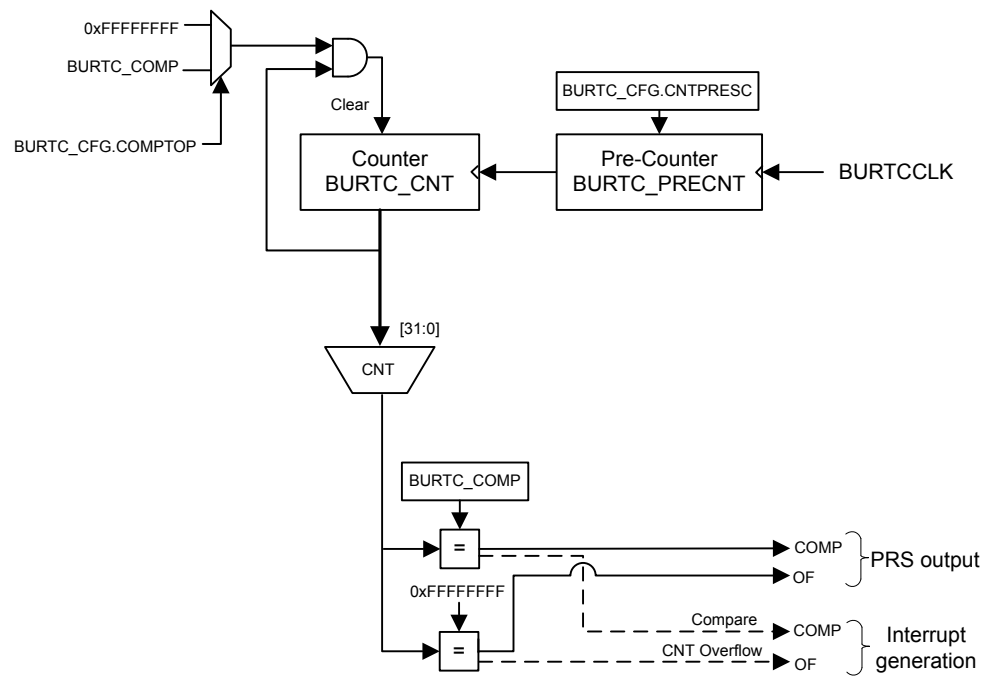 0xFFFFFFFF
BURTC_COMP
BURTC_CFG.COMPTOP
Clear
BURTC_CFG.CNTPRESC
Counter
BURTC_CNT
Pre-Counter
BURTC_PRECNT
BURTCCLK
[31:0]
CNT
BURTC_COMP
=
COMP
OF
PRS output
0xFFFFFFFF
=
Compare
COMP
CNT Overflow
OF
Interrupt
generation